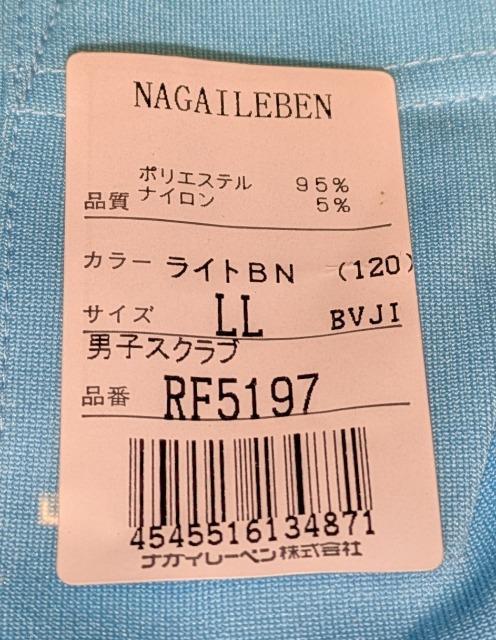 NAGAILEBEN
ポリエステル 95%
品質 ナイロン 5%
カラー ライトBN (120)
サイズ LL BVJI
男子スクラブ
品番 RF5197
4545516134871
ナガイレーベン株式会社